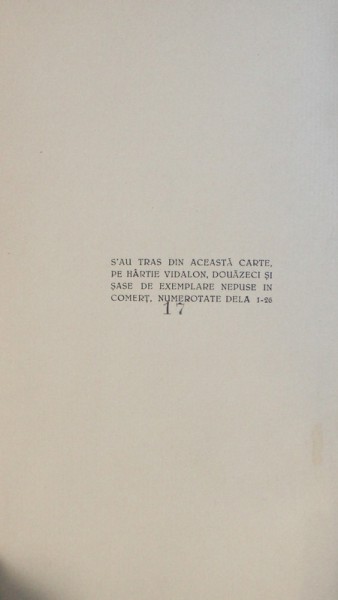 S'AU TRAS DIN ACEASTĂ CARTE,
PE HÂRTIE VIDALON, DOUĂZECI ȘI
ȘASE DE EXEMPLARE NEPUSE IN
COMERȚ, NUMEROTATE DELA 1-26
17